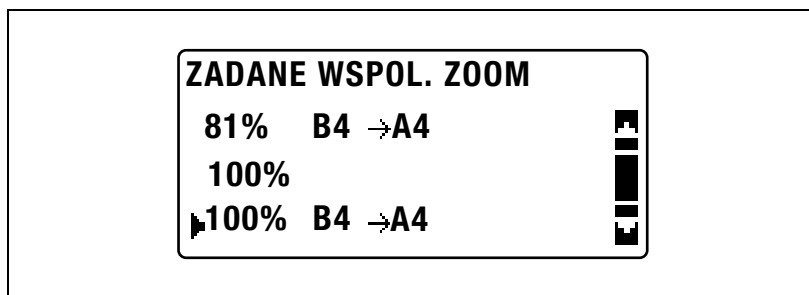 ZADANE WSPOL. ZOOM
81% B4 →A4
100%
100% B4 →A4